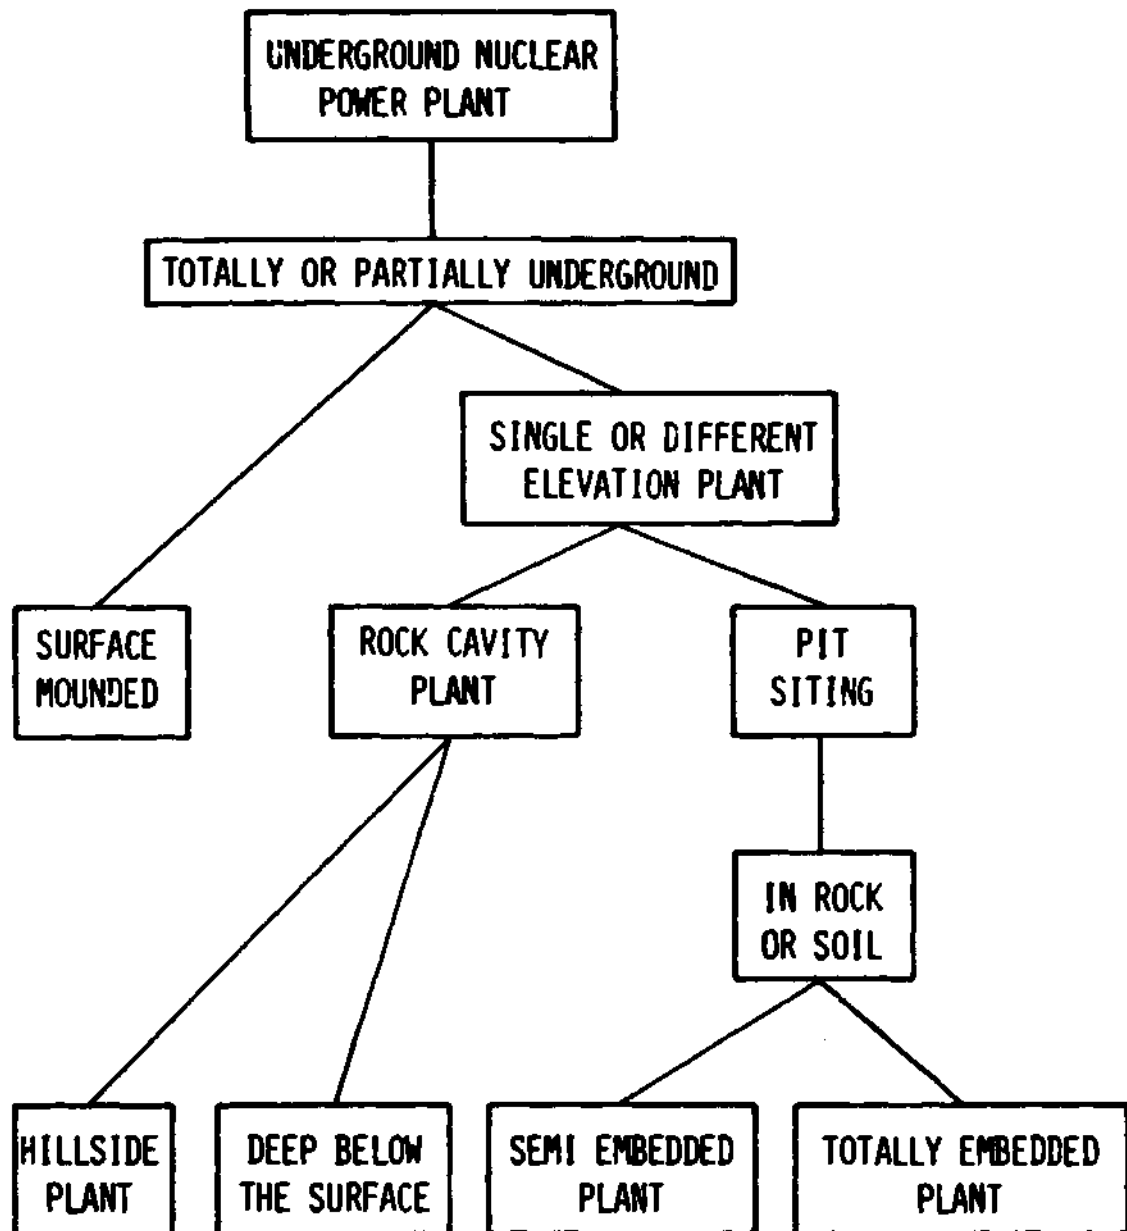 UNDERGROUND NUCLEAR
POWER PLANT
TOTALLY OR PARTIALLY UNDERGROUND
SINGLE OR DIFFERENT
ELEVATION PLANT
SURFACE
MOUNDED
ROCK CAVITY
PLANT
PIT
SITING
IN ROCK
OR SOIL
HILLSIDE
PLANT
DEEP BELOW
THE SURFACE
SEMI EMBEDDED
PLANT
TOTALLY EMBEDDED
PLANT